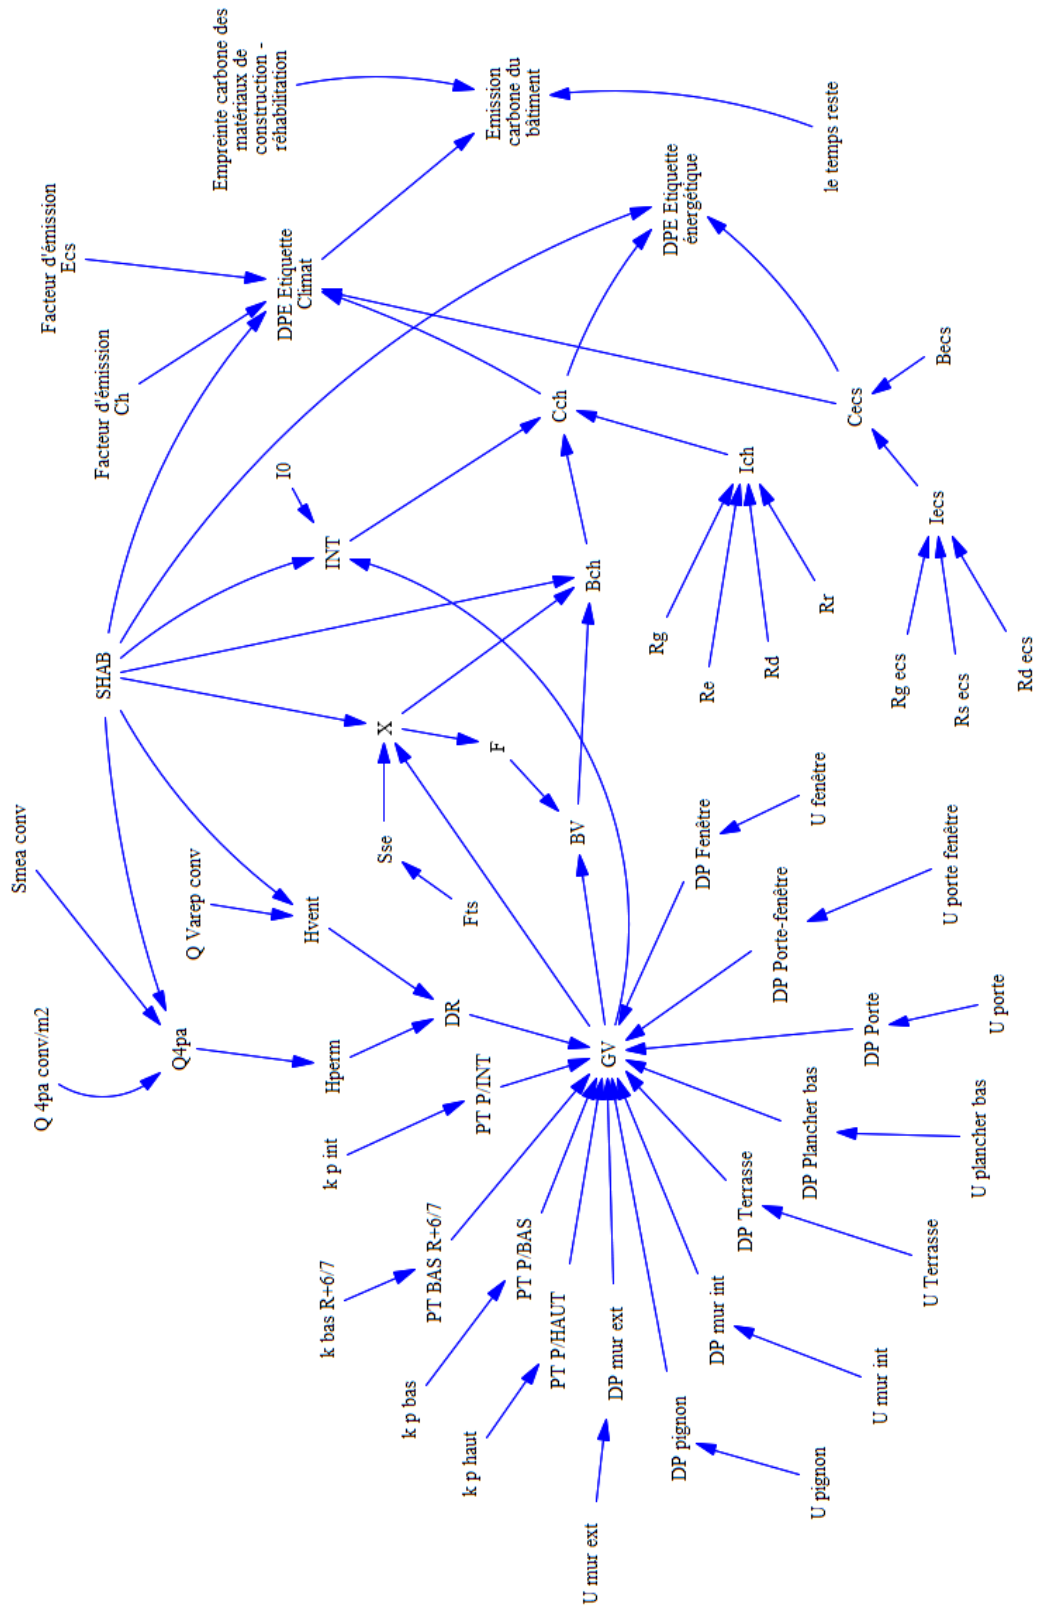 Empreinte carbone des
matériaux de
construction -
réhabilitation
Emission
carbone du
bâtiment
le temps reste
Facteur d'émission
Ecs
DPE Etiquette
Climat
DPE Etiquette
énergétique
Facteur d'émission
Ch
I0
INT
Cch
Cecs
Becs
Ich
Iecs
SHAB
Bch
Rg
Re
Rd
Rr
Rg ecs
Rs ecs
Rd ecs
X
F
BV
Sse
Fts
Smea conv
Q Varep conv
Hvent
Q 4pa conv/m2
Q4pa
Hperm
DR
GV
DP Fenêtre
U fenêtre
DP Porte-fenêtre
U porte fenêtre
DP Porte
U porte
DP Plancher bas
U plancher bas
DP Terrasse
U Terrasse
DP mur int
U mur int
DP pignon
U pignon
DP mur ext
U mur ext
PT P/HAUT
k p haut
PT P/BAS
k p bas
PT BAS R+6/7
k bas R+6/7
PT P/INT
k p int